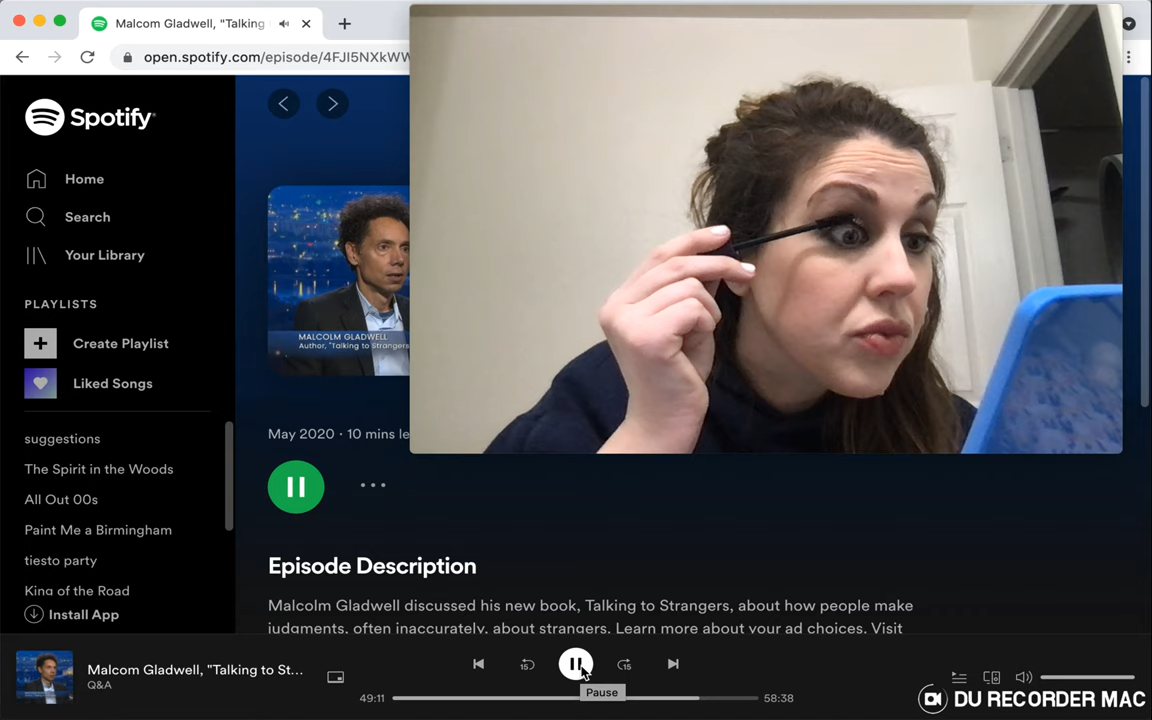 Malcom Gladwell, "Talking
open.spotify.com/episode/4FJI5NXkWW
Spotify
Home
Search
Your Library
PLAYLISTS
Create Playlist
Liked Songs
suggestions
The Spirit in the Woods
All Out 00s
Paint Me a Birmingham
tiesto party
King of the Road
Install App
MALCOLM GLADWELL
Author, "Talking to Strangers
May 2020 · 10 mins le
Episode Description
Malcolm Gladwell discussed his new book, Talking to Strangers, about how people make
judgments, often inaccurately, about strangers. Learn more about your ad choices. Visit
Malcom Gladwell, "Talking to St...
Q&A
15
15
Pause
49:11
58:38
DU RECORDER MAC